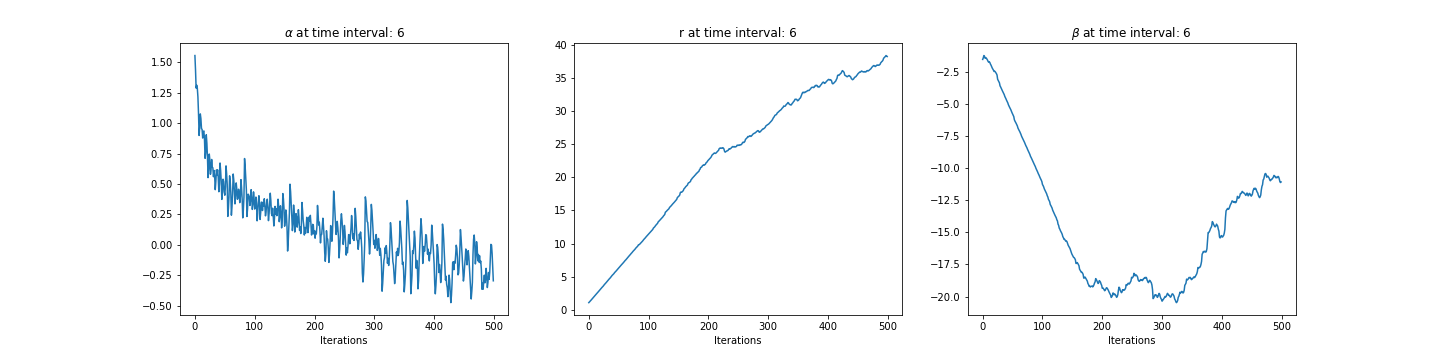 α at time interval: 6
1.50
1.25
1.00
0.75
0.50
0.25
0.00
−0.25
−0.50
0 100 200 300 400 500
Iterations
r at time interval: 6
40
35
30
25
20
15
10
5
0
0 100 200 300 400 500
Iterations
β at time interval: 6
−2.5
−5.0
−7.5
−10.0
−12.5
−15.0
−17.5
−20.0
0 100 200 300 400 500
Iterations